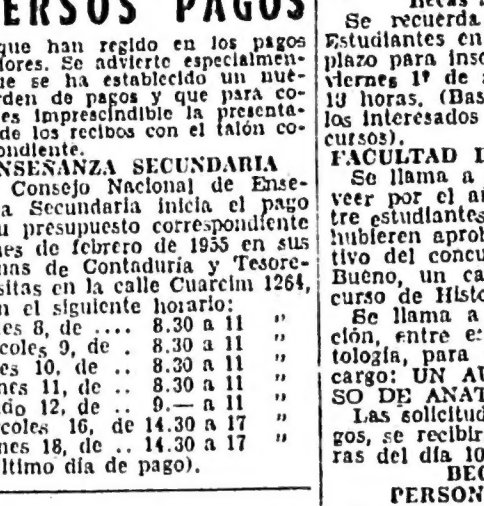 ERSOS PAGOS
que han regido en los pagos
ores. Se advierte especialmen-
ue se ha establecido un nue-
rden de pagos y que para co-
es imprescindible la presenta-
de los recibos con el talón co-
ondiente.
NSEÑANZA SECUNDARIA
Consejo Nacional de Ense-
a Secundaria inicia el pago
u presupuesto correspondiente
es de febrero de 1955 en sus
nas de Contaduría y Tesore-
sitas en la calle Cuareim 1264,
n el siguiente horario:
es 8, de .... 8.30 a 11 "
coles 9, de . 8.30 a 11 "
es 10, de .. 8.30 a 11 "
nes 11, de .. 8.30 a 11 "
do 12, de .. 9.— a 11 "
coles 16, de 14.30 a 17 "
nes 18, de .. 14.30 a 17 "
ltimo día de pago).
Se recuerda
Estudiantes en
plazo para insc
viernes 1º de
19 horas. (Bas
los interesados
cursos).
FACULTAD D
Se llama a
veer por el añ
tre estudiantes
hubieren aprob
tivo del concu
Bueno, un ca
curso de Histo
Se llama a
ción, entre es
tología, para
cargo: UN AU
SO DE ANAT
Las solicitud
gos, se recibir
ras del día 10
BEC
PERSON